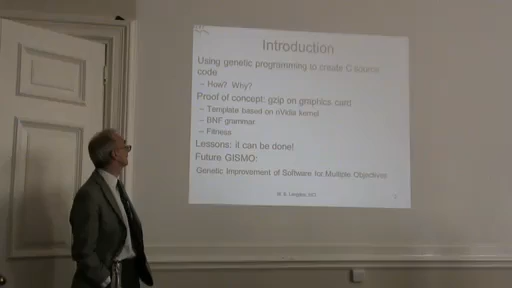 Introduction
Using genetic programming to create C source
code
– How? Why?
Proof of concept: gzip on graphics card
– Template based on nVidia kernel
– BNF grammar
– Fitness
Lessons: it can be done!
Future GISMO:
Genetic Improvement of Software for Multiple Objectives
W. B. Langdon, UCL